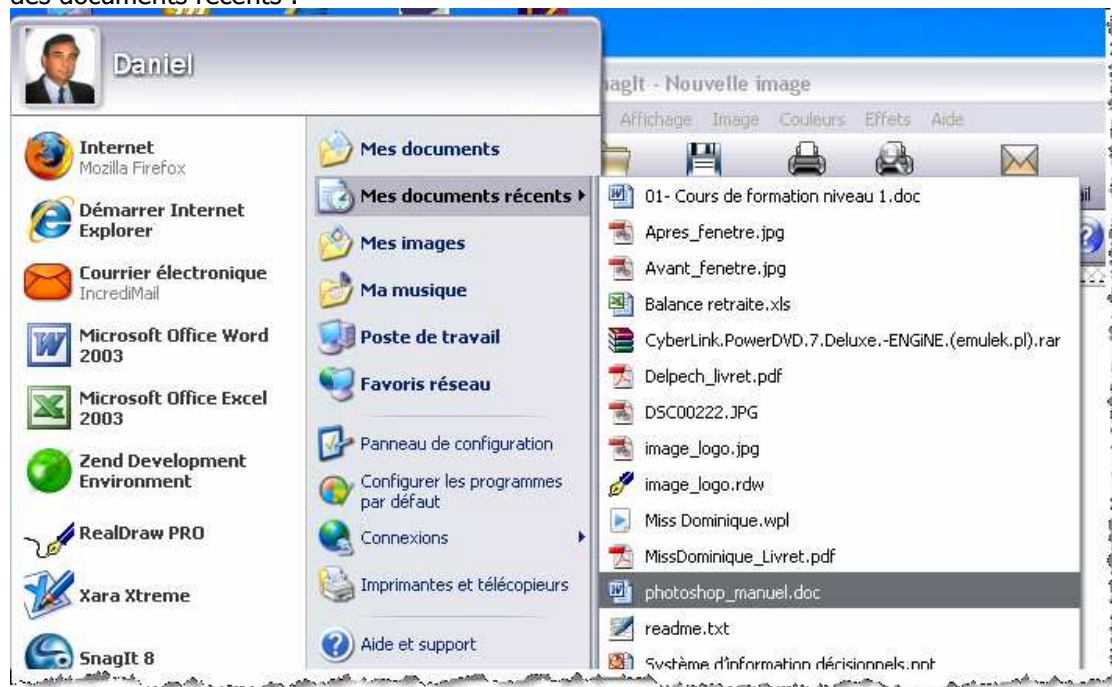 des documents récents :
Daniel
Internet
Mozilla Firefox
Démarrer Internet
Explorer
Courrier électronique
IncrediMail
Microsoft Office Word
2003
Microsoft Office Excel
2003
Zend Development
Environment
RealDraw PRO
Xara Xtreme
SnagIt 8
Mes documents
Mes documents récents
Mes images
Ma musique
Poste de travail
Favoris réseau
Panneau de configuration
Configurer les programmes
par défaut
Connexions
Imprimantes et télécopieurs
Aide et support
nagIt - Nouvelle image
Affichage Image Couleurs Effets Aide
ail
01- Cours de formation niveau 1.doc
Apres_fenetre.jpg
Avant_fenetre.jpg
Balance retraite.xls
CyberLink.PowerDVD.7.Deluxe.-ENGiNE.(emulek.pl).rar
Delpech_livret.pdf
DSC00222.JPG
image_logo.jpg
image_logo.rdw
Miss Dominique.wpl
MissDominique_Livret.pdf
photoshop_manuel.doc
readme.txt
Système d'information décisionnels.ppt